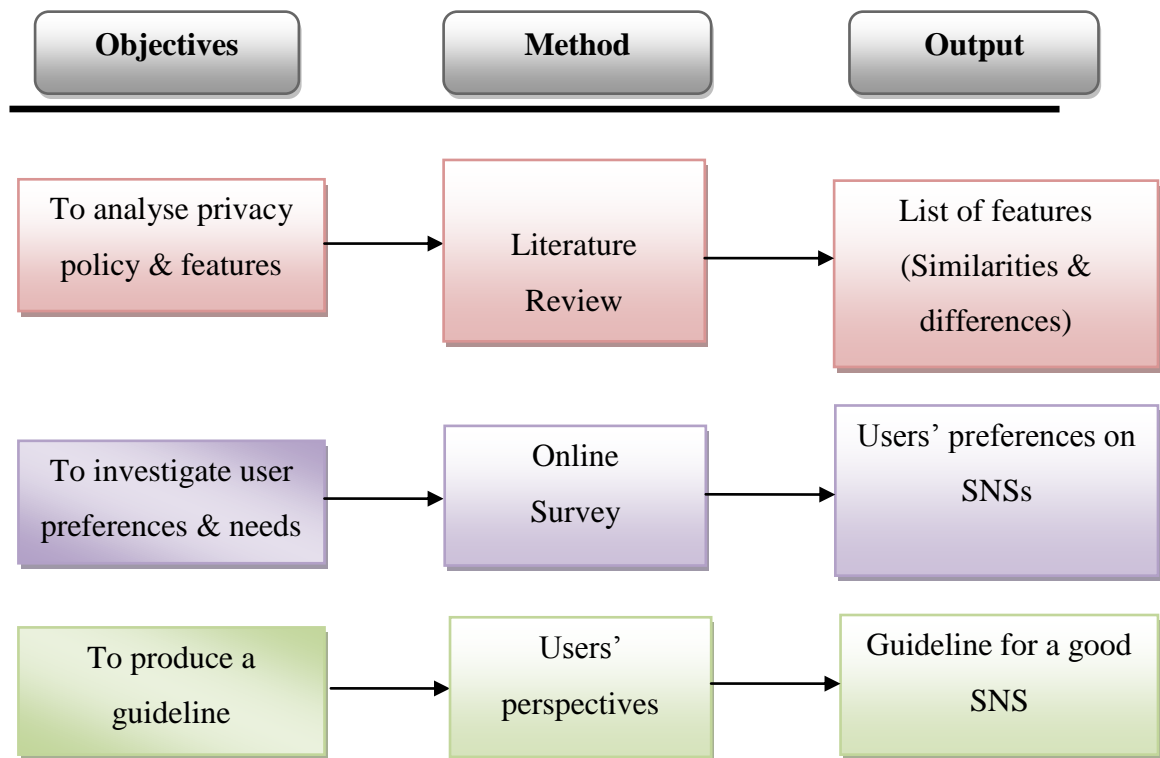 Objectives
Method
Output
To analyse privacy
policy & features
Literature
Review
List of features
(Similarities &
differences)
To investigate user
preferences & needs
Online
Survey
Users’ preferences on
SNSs
To produce a
guideline
Users’
perspectives
Guideline for a good
SNS